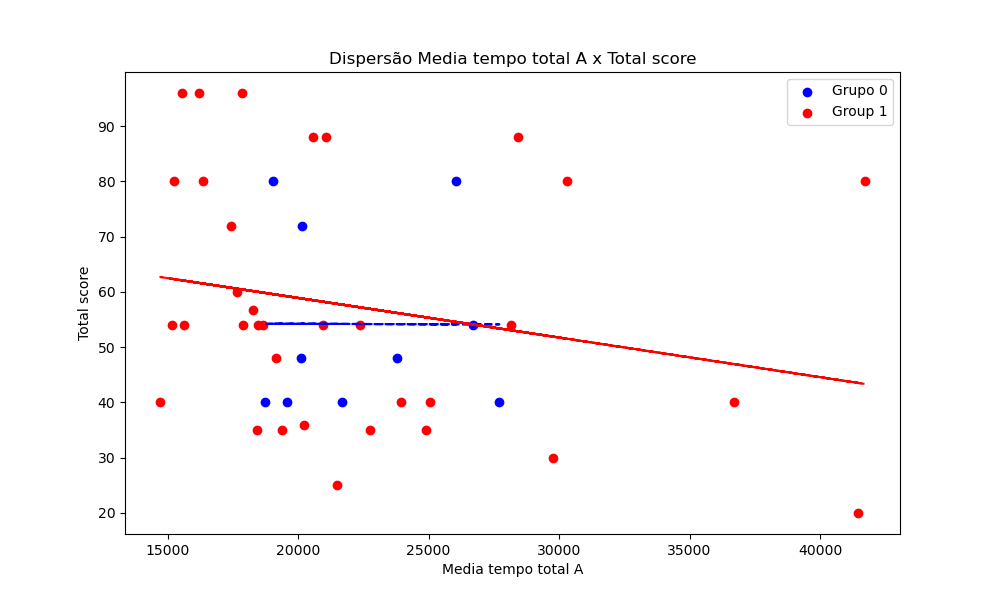 Dispersão Media tempo total A x Total score
Grupo 0
Group 1
Total score
90
80
70
60
50
40
30
20
15000 20000 25000 30000 35000 40000
Media tempo total A